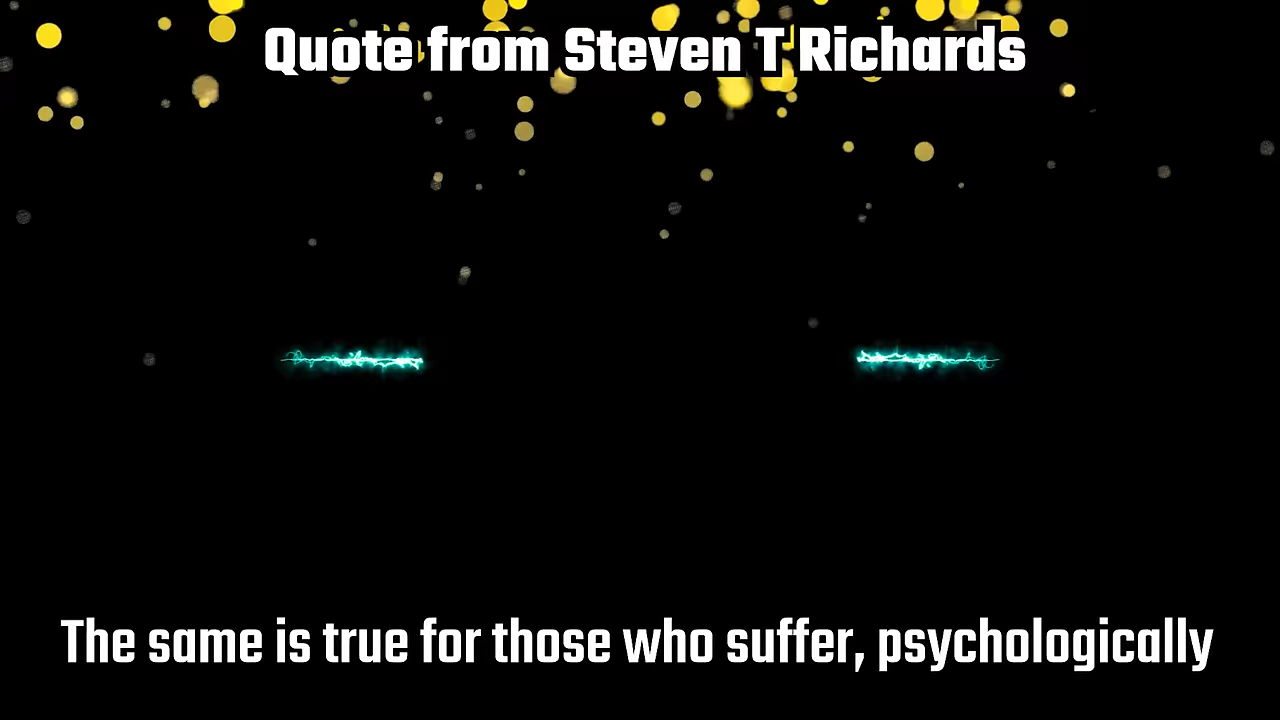 Quote from Steven T Richards
The same is true for those who suffer, psychologically